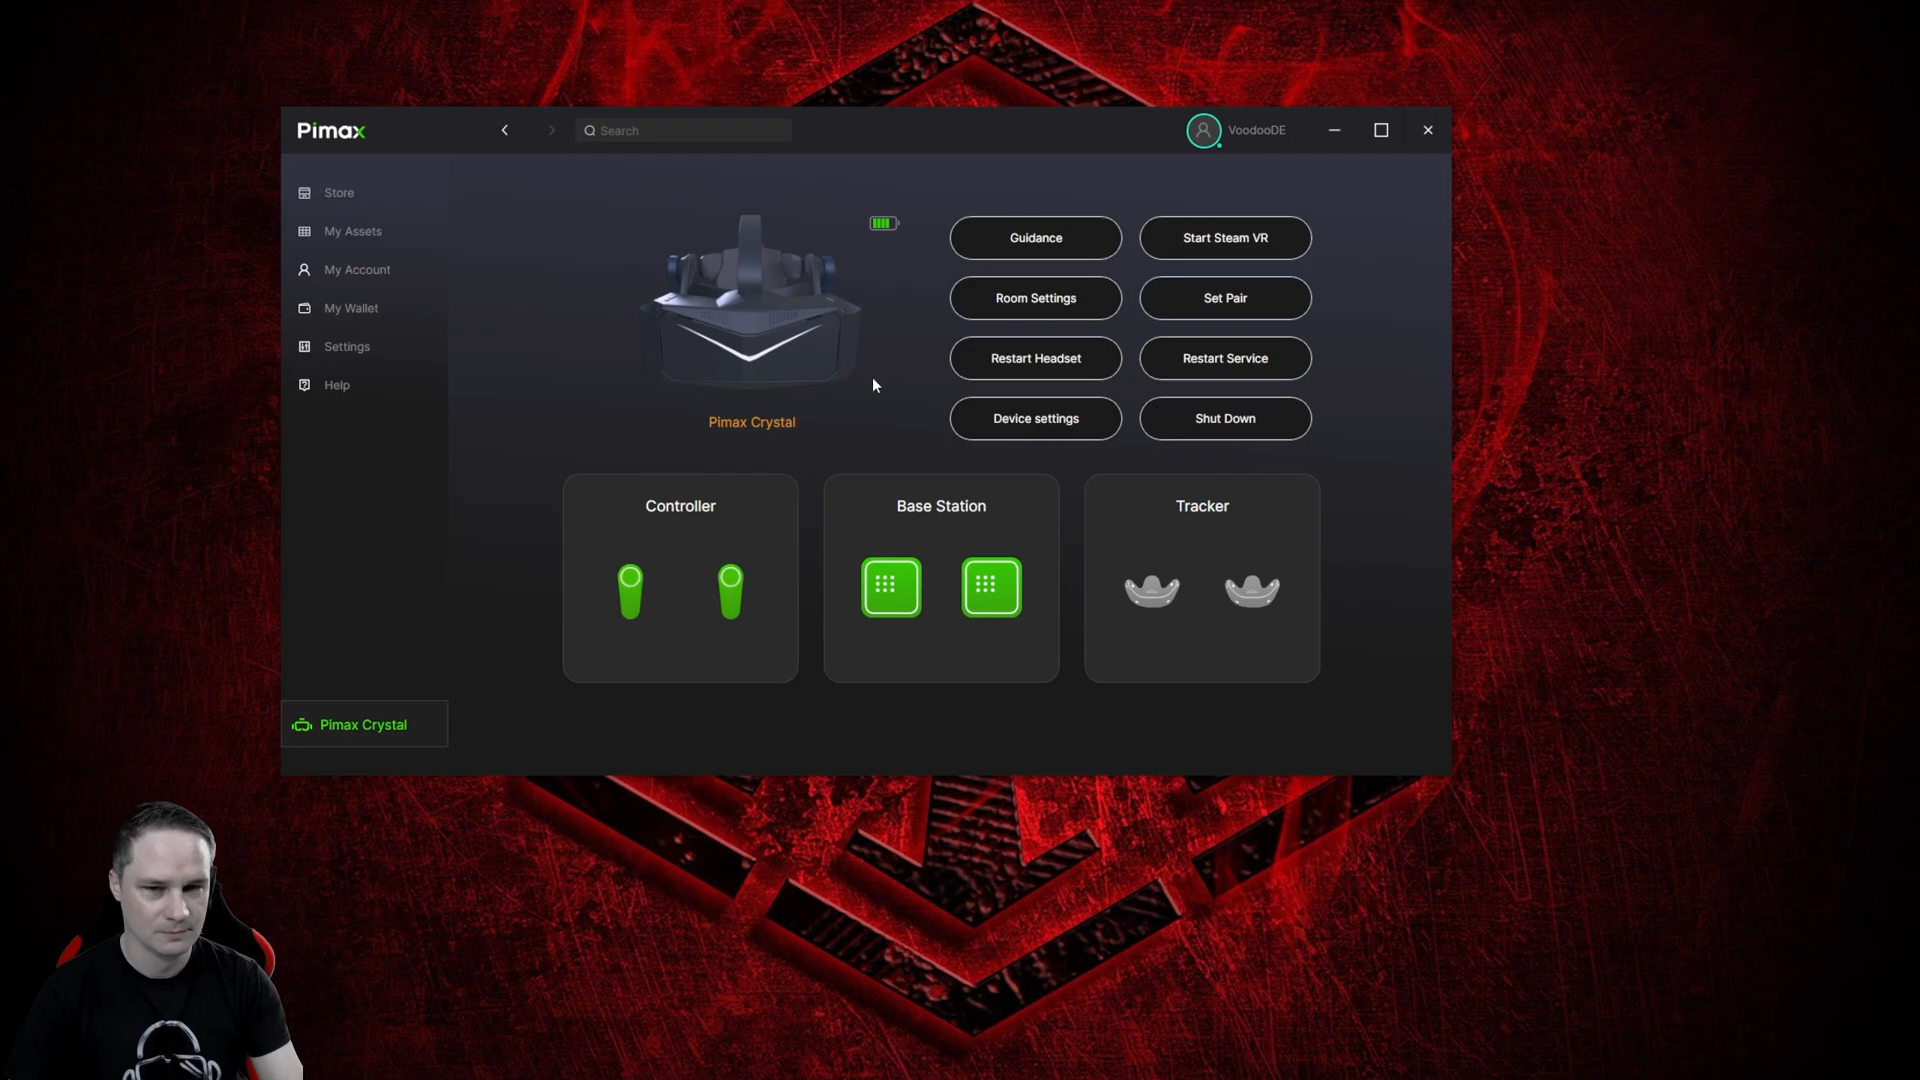 Pimax
Search
VoodooDE
Store
My Assets
My Account
My Wallet
Settings
Help
Guidance
Start Steam VR
Room Settings
Set Pair
Restart Headset
Restart Service
Device settings
Shut Down
Pimax Crystal
Controller
Base Station
Tracker
Pimax Crystal